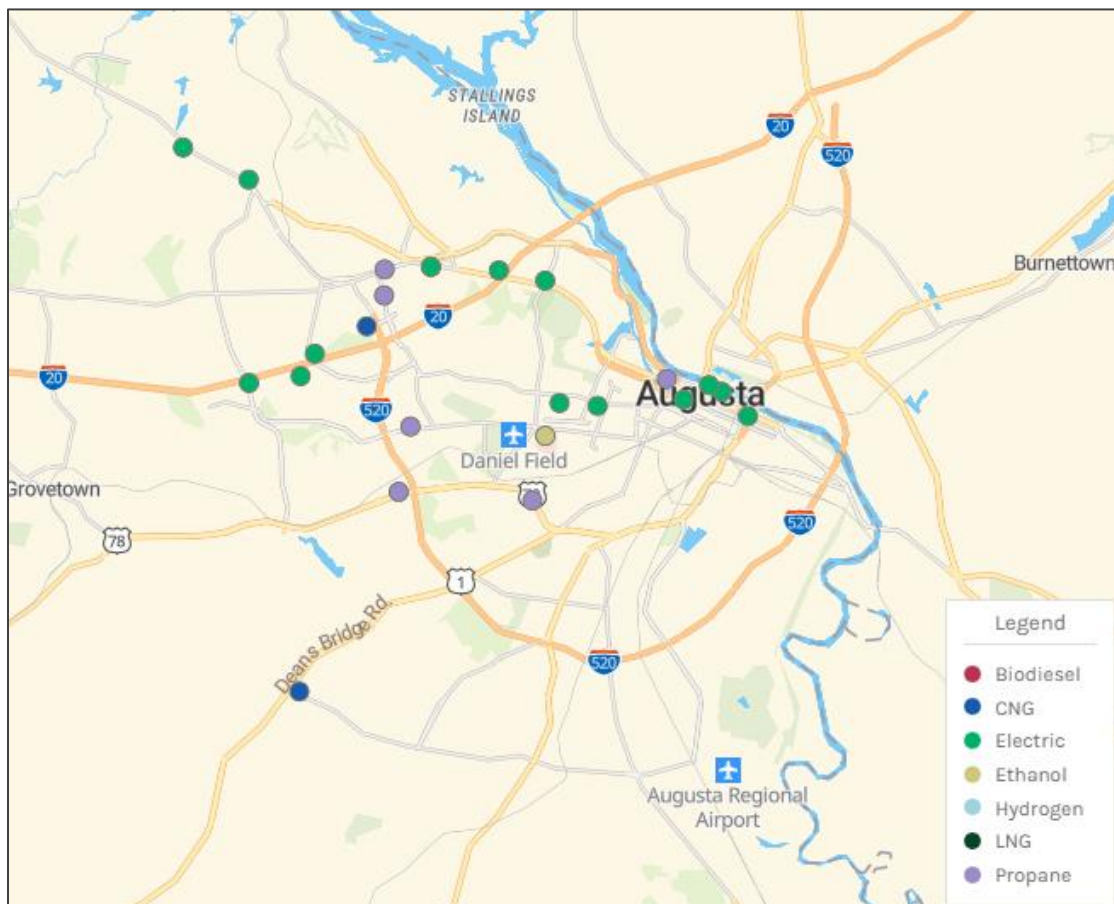 STALLINGS
ISLAND
20
520
Burnettown
20
20
Augusta
520
Daniel Field
Grovetown
78
520
1
Deans Bridge Rd.
520
Augusta Regional
Airport
Legend
Biodiesel
CNG
Electric
Ethanol
Hydrogen
LNG
Propane